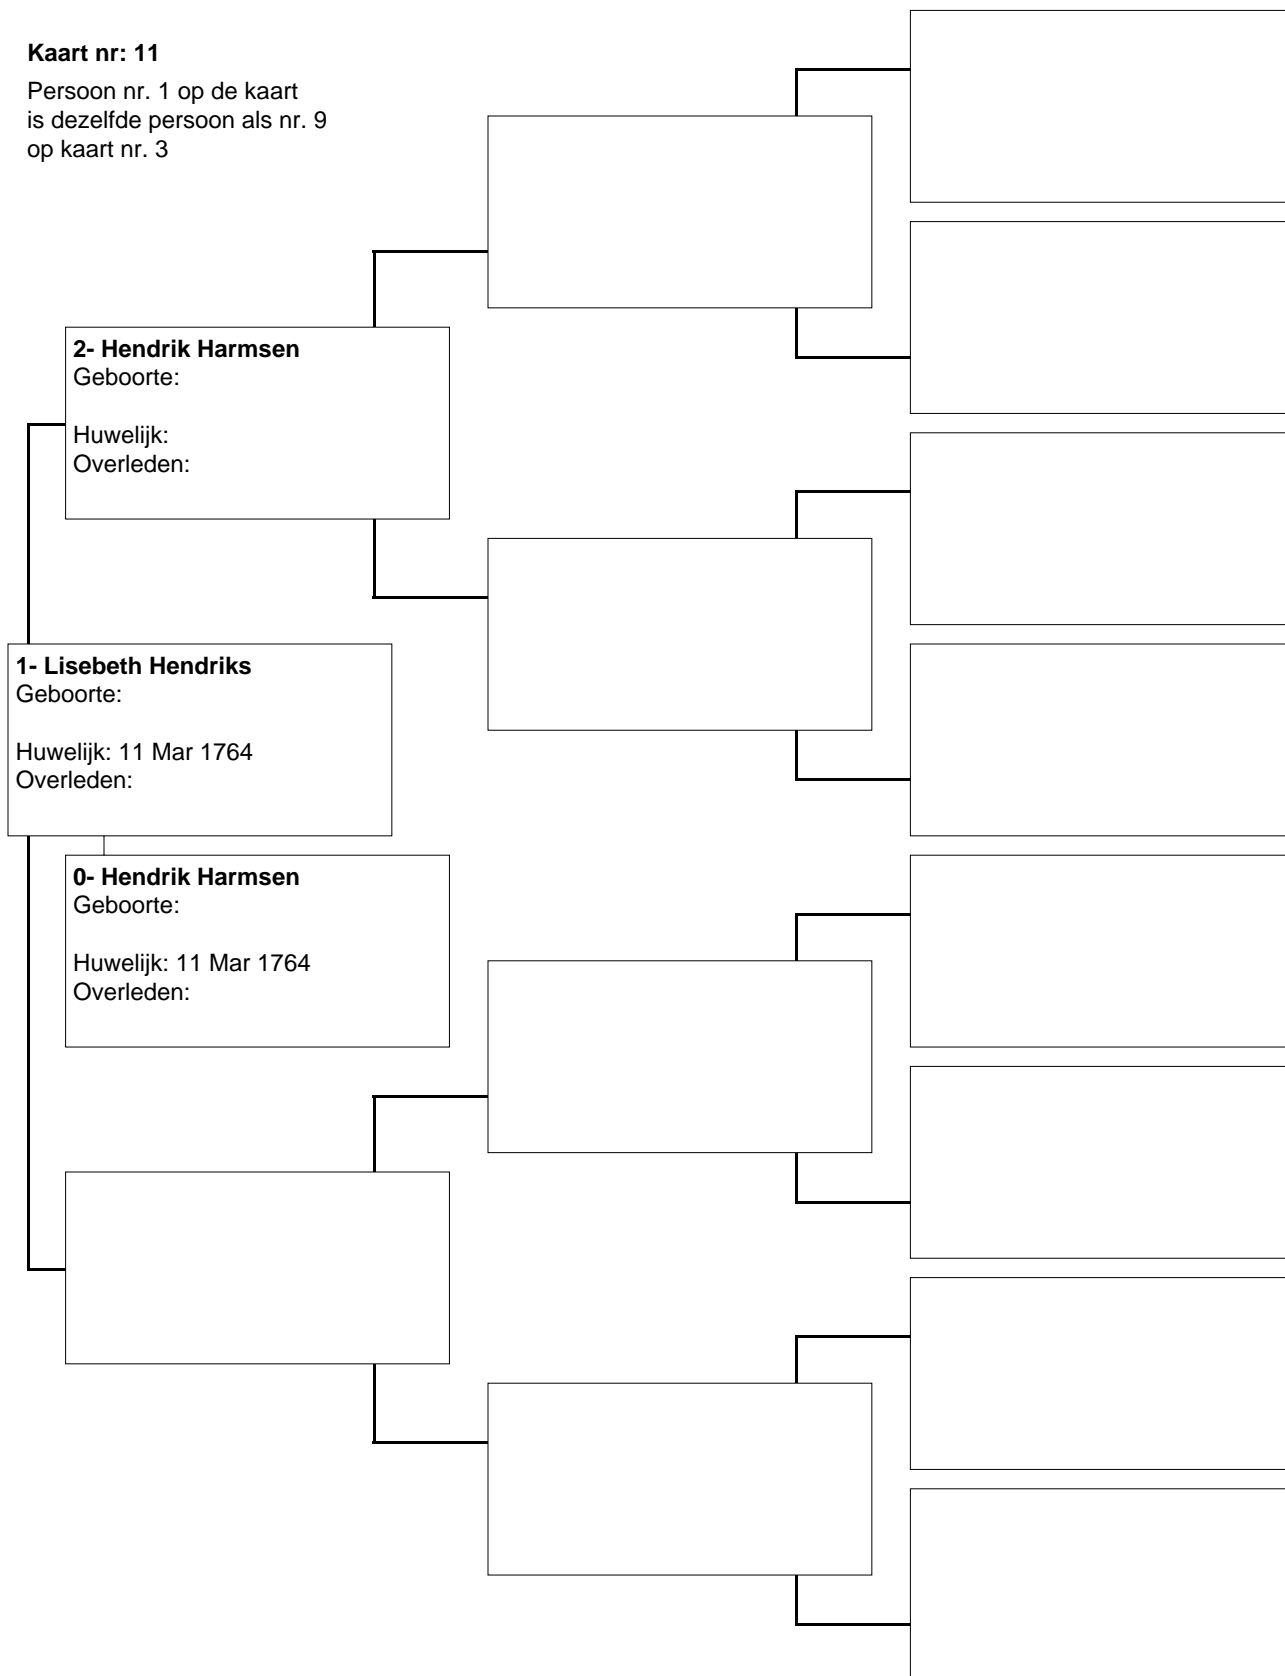 Kaart nr: 11
Persoon nr. 1 op de kaart
is dezelfde persoon als nr. 9
op kaart nr. 3
2- Hendrik Harmsen
Geboorte:
Huwelijk:
Overleden:
1- Lisebeth Hendriks
Geboorte:
Huwelijk: 11 Mar 1764
Overleden:
0- Hendrik Harmsen
Geboorte:
Huwelijk: 11 Mar 1764
Overleden: